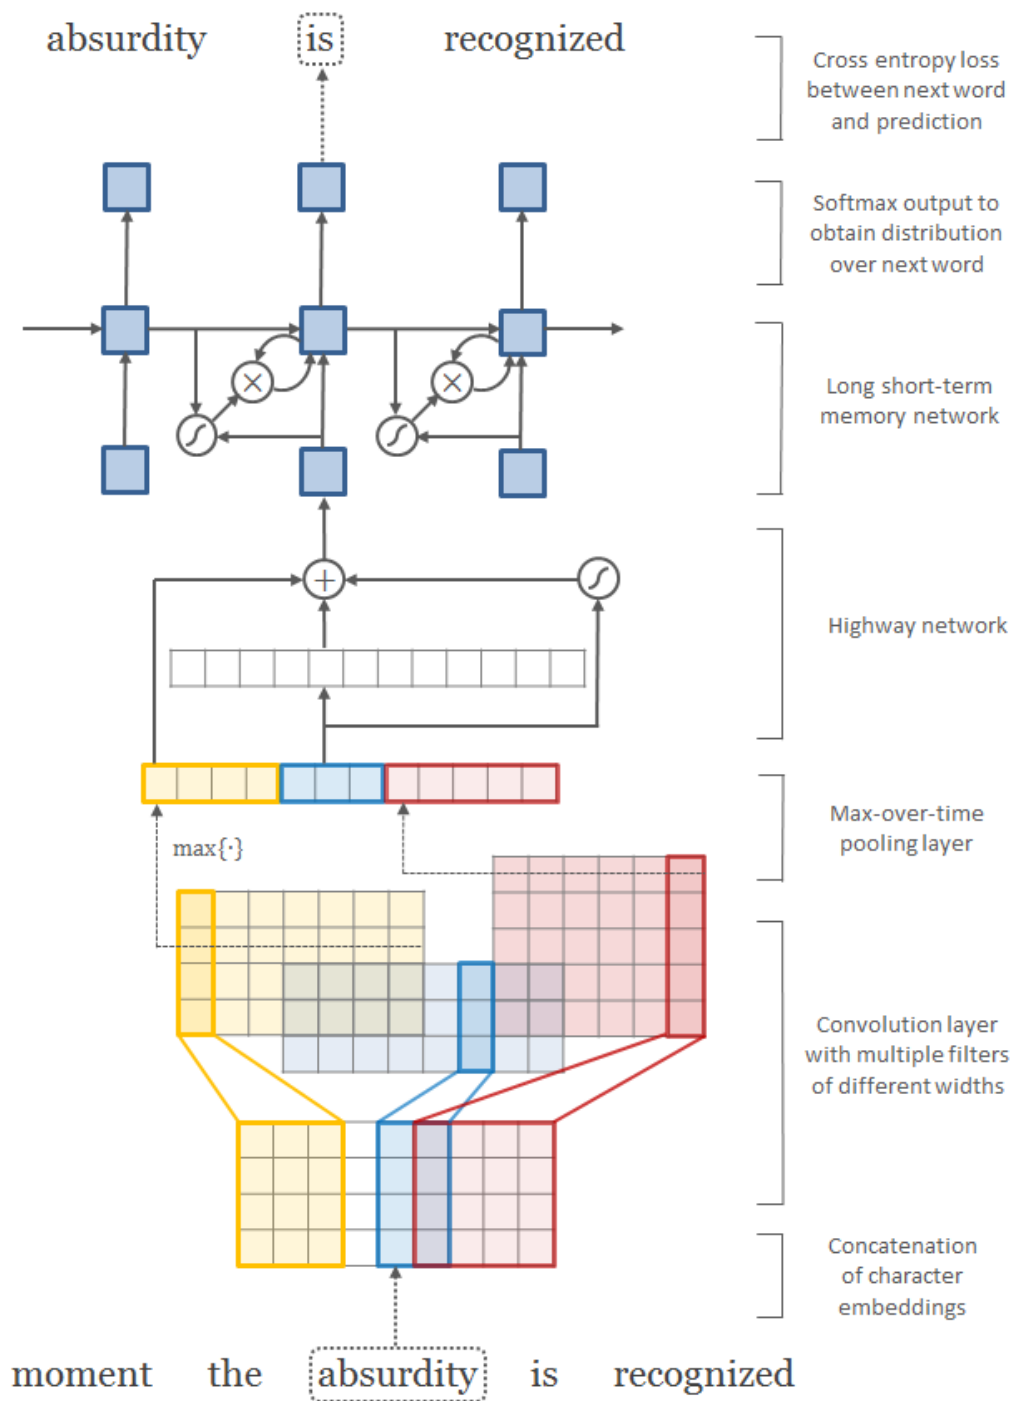 absurdity is recognized
Cross entropy loss
between next word
and prediction
Softmax output to
obtain distribution
over next word
Long short-term
memory network
Highway network
Max-over-time
pooling layer
max{·}
Convolution layer
with multiple filters
of different widths
Concatenation
of character
embeddings
moment the absurdity is recognized